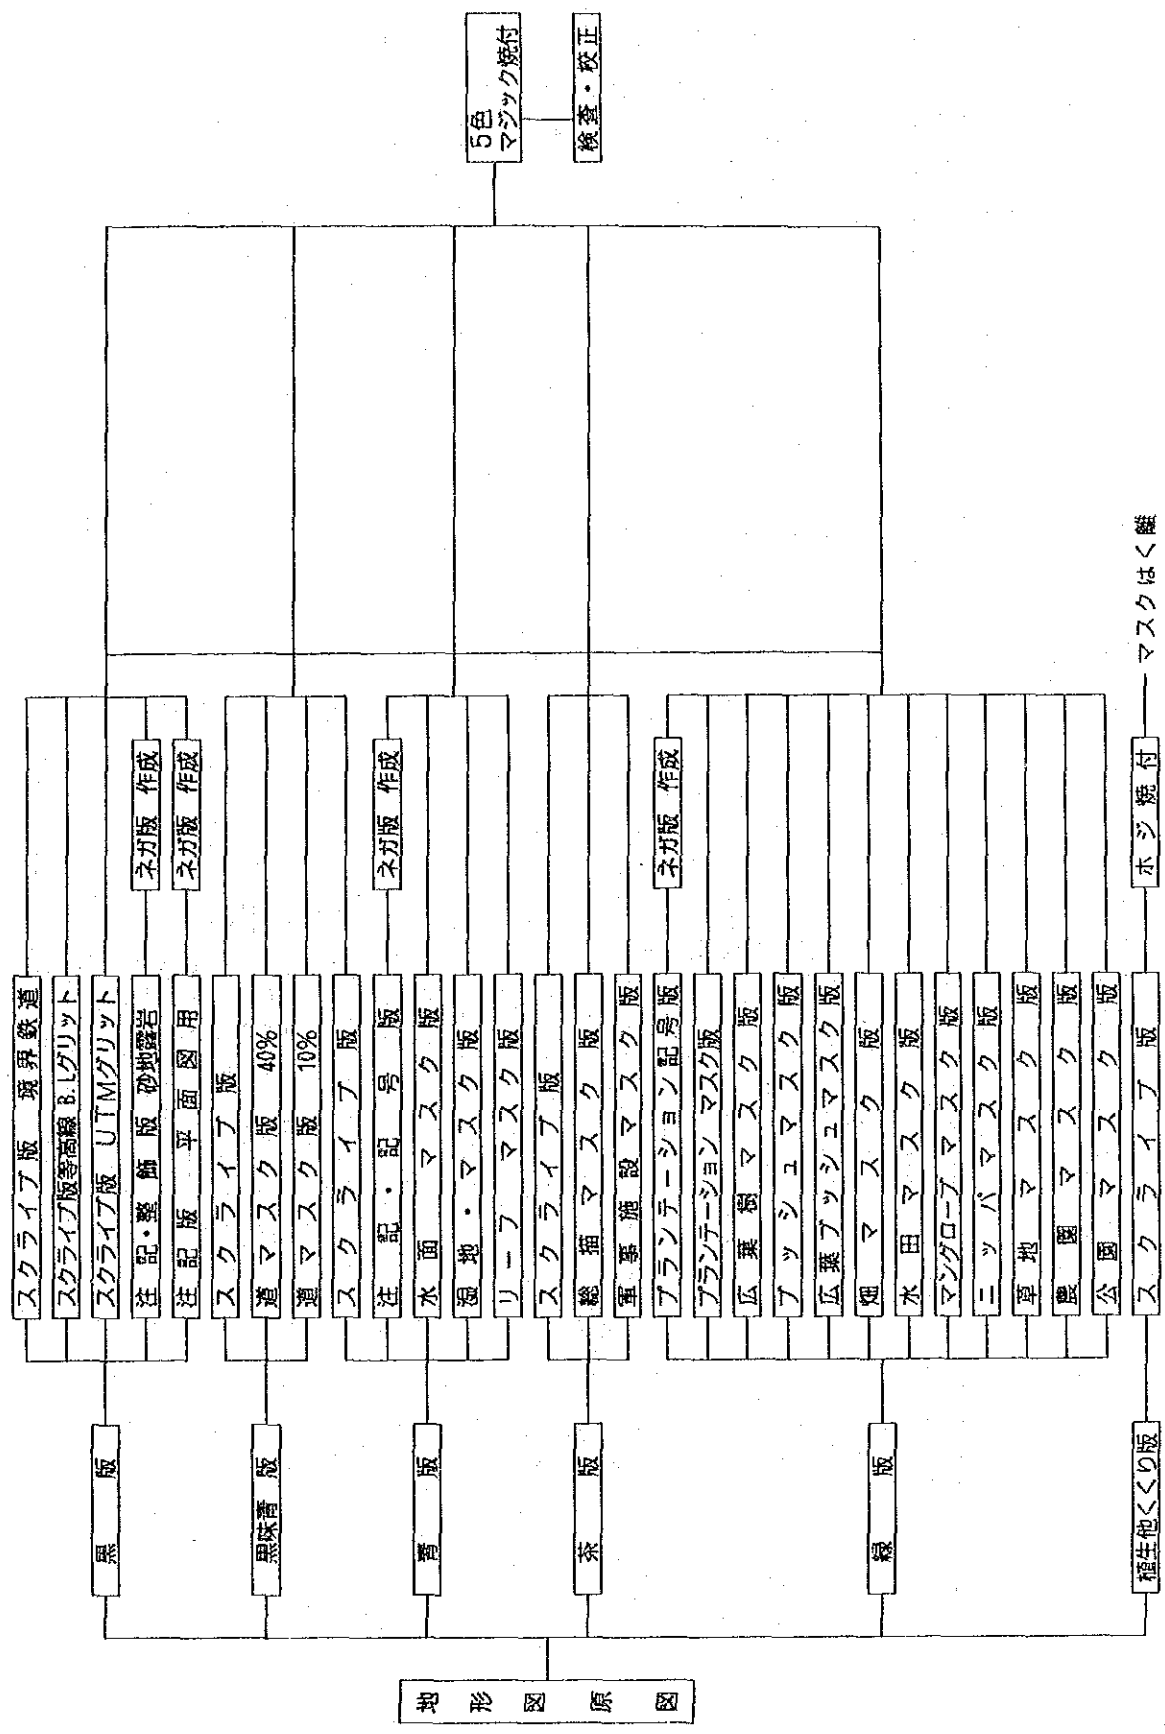 地形図原図
黒版
スクライブ版 境界鉄道
スクライブ版等高線 B.Lグリット
スクライブ版 UTMグリット
注記・整飾版 砂地露岩
ネガ版 作成
注記版 平面図用
ネガ版 作成
黒味青版
スクライブ版
道マスク版 40%
道マスク版 10%
青版
スクライブ版
注記・記号版
ネガ版 作成
水面マスク版
湿地・マスク版
リーフマスク版
茶版
スクライブ版
総描マスク版
軍事施設マスク版
緑版
プランテーション記号版
ネガ版 作成
プランテーションマスク版
広葉樹マスク版
ブッシュマスク版
広葉ブッシュマスク版
畑マスク版
水田マスク版
マングローブマスク版
ニッパマスク版
草地マスク版
農園マスク版
公園マスク版
植生他くくり版
スクライブ版
ホジ焼付
マスクはく離
5色
マジック焼付
検査・校正